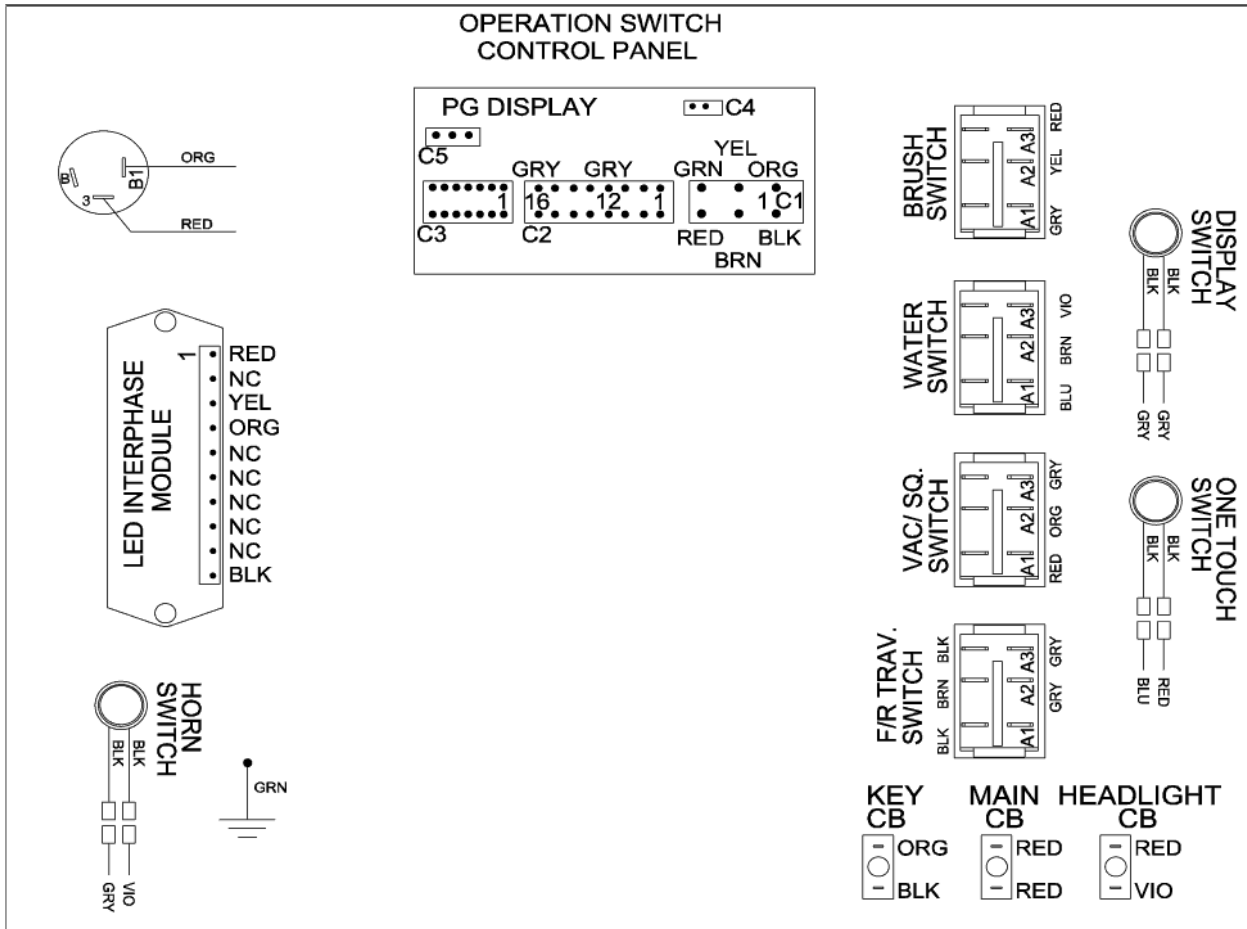 OPERATION SWITCH
CONTROL PANEL
PG DISPLAY
C4
C5
GRY GRY
1
C3
16 12 1
C2
YEL
GRN ORG
1 C1
RED BLK
BRN
B
B1
3
ORG
RED
LED INTERPHASE
MODULE
1
RED
NC
YEL
ORG
NC
NC
NC
NC
NC
BLK
HORN
SWITCH
BLK
BLK
GRY
VIO
GRN
BRUSH
SWITCH
A3 RED
A2 YEL
A1 GRY
WATER
SWITCH
A3 VIO
A2 BRN
A1 BLU
VAC/ SQ.
SWITCH
A3 GRY
A2 ORG
A1 RED
F/R TRAV.
SWITCH
BLK A3 GRY
BRN A2 GRY
BLK A1
DISPLAY
SWITCH
BLK
BLK
GRY
GRY
ONE TOUCH
SWITCH
BLK
BLK
BLU
RED
KEY
CB
ORG
BLK
MAIN
CB
RED
RED
HEADLIGHT
CB
RED
VIO